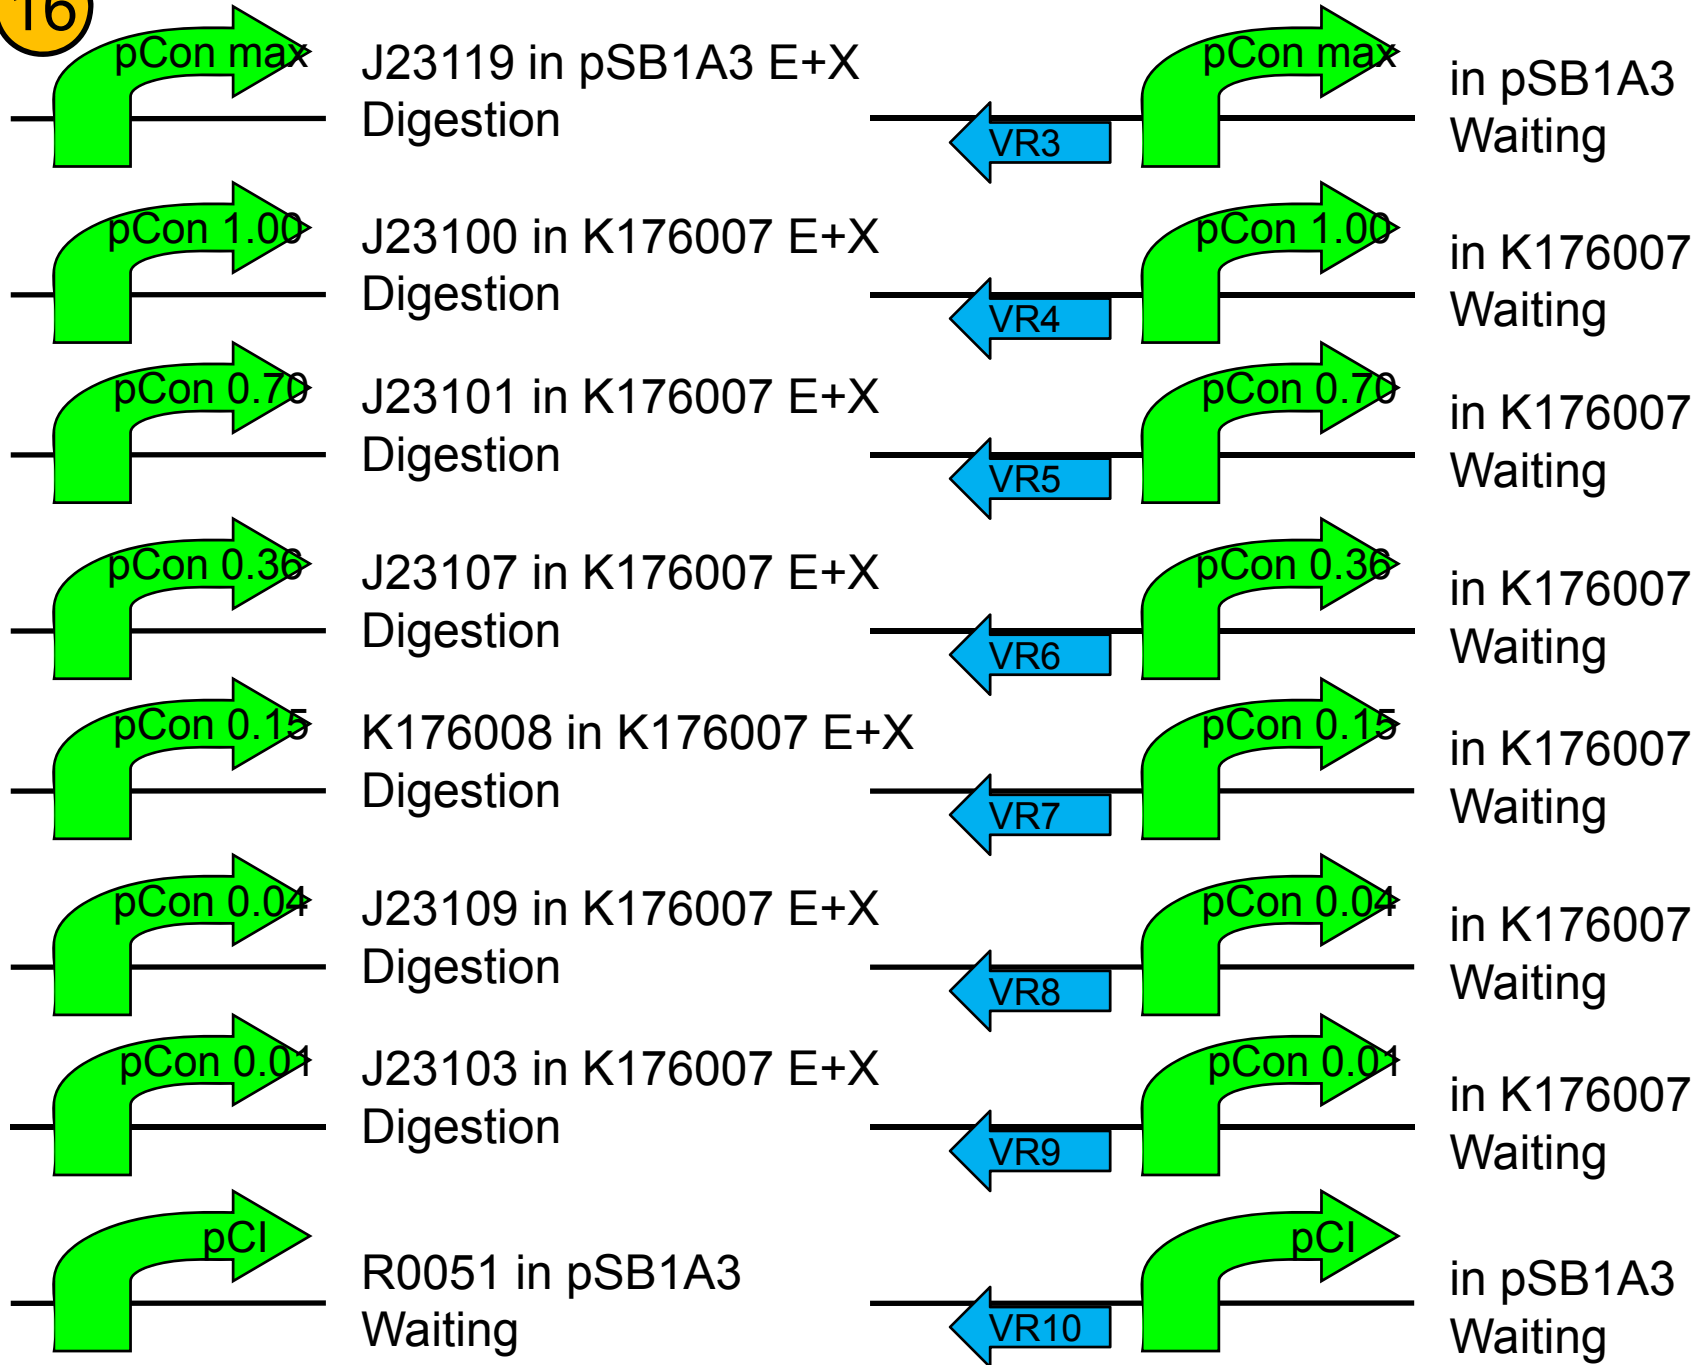 16
pCon max
J23119 in pSB1A3 E+X
Digestion
VR3
pCon max
in pSB1A3
Waiting
pCon 1.00
J23100 in K176007 E+X
Digestion
VR4
pCon 1.00
in K176007
Waiting
pCon 0.70
J23101 in K176007 E+X
Digestion
VR5
pCon 0.70
in K176007
Waiting
pCon 0.36
J23107 in K176007 E+X
Digestion
VR6
pCon 0.36
in K176007
Waiting
pCon 0.15
K176008 in K176007 E+X
Digestion
VR7
pCon 0.15
in K176007
Waiting
pCon 0.04
J23109 in K176007 E+X
Digestion
VR8
pCon 0.04
in K176007
Waiting
pCon 0.01
J23103 in K176007 E+X
Digestion
VR9
pCon 0.01
in K176007
Waiting
pCI
R0051 in pSB1A3
Waiting
VR10
pCI
in pSB1A3
Waiting